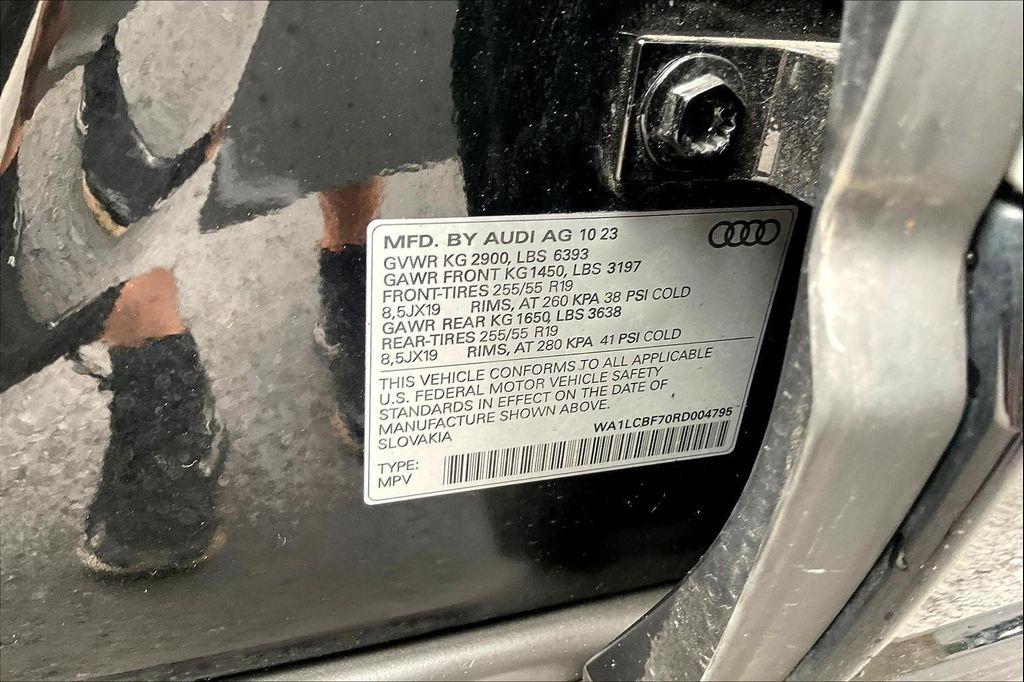 MFD. BY AUDI AG 10 23
GVWR KG 2900, LBS 6393
GAWR FRONT KG 1450, LBS 3197
FRONT-TIRES 255/55 R19
8,5JX19 RIMS, AT 260 KPA 38 PSI COLD
GAWR REAR KG 1650, LBS 3638
REAR-TIRES 255/55 R19
8,5JX19 RIMS, AT 280 KPA 41 PSI COLD
THIS VEHICLE CONFORMS TO ALL APPLICABLE
U.S. FEDERAL MOTOR VEHICLE SAFETY
STANDARDS IN EFFECT ON THE DATE OF
MANUFACTURE SHOWN ABOVE.
SLOVAKIA WA1LCBF70RD004795
TYPE:
MPV